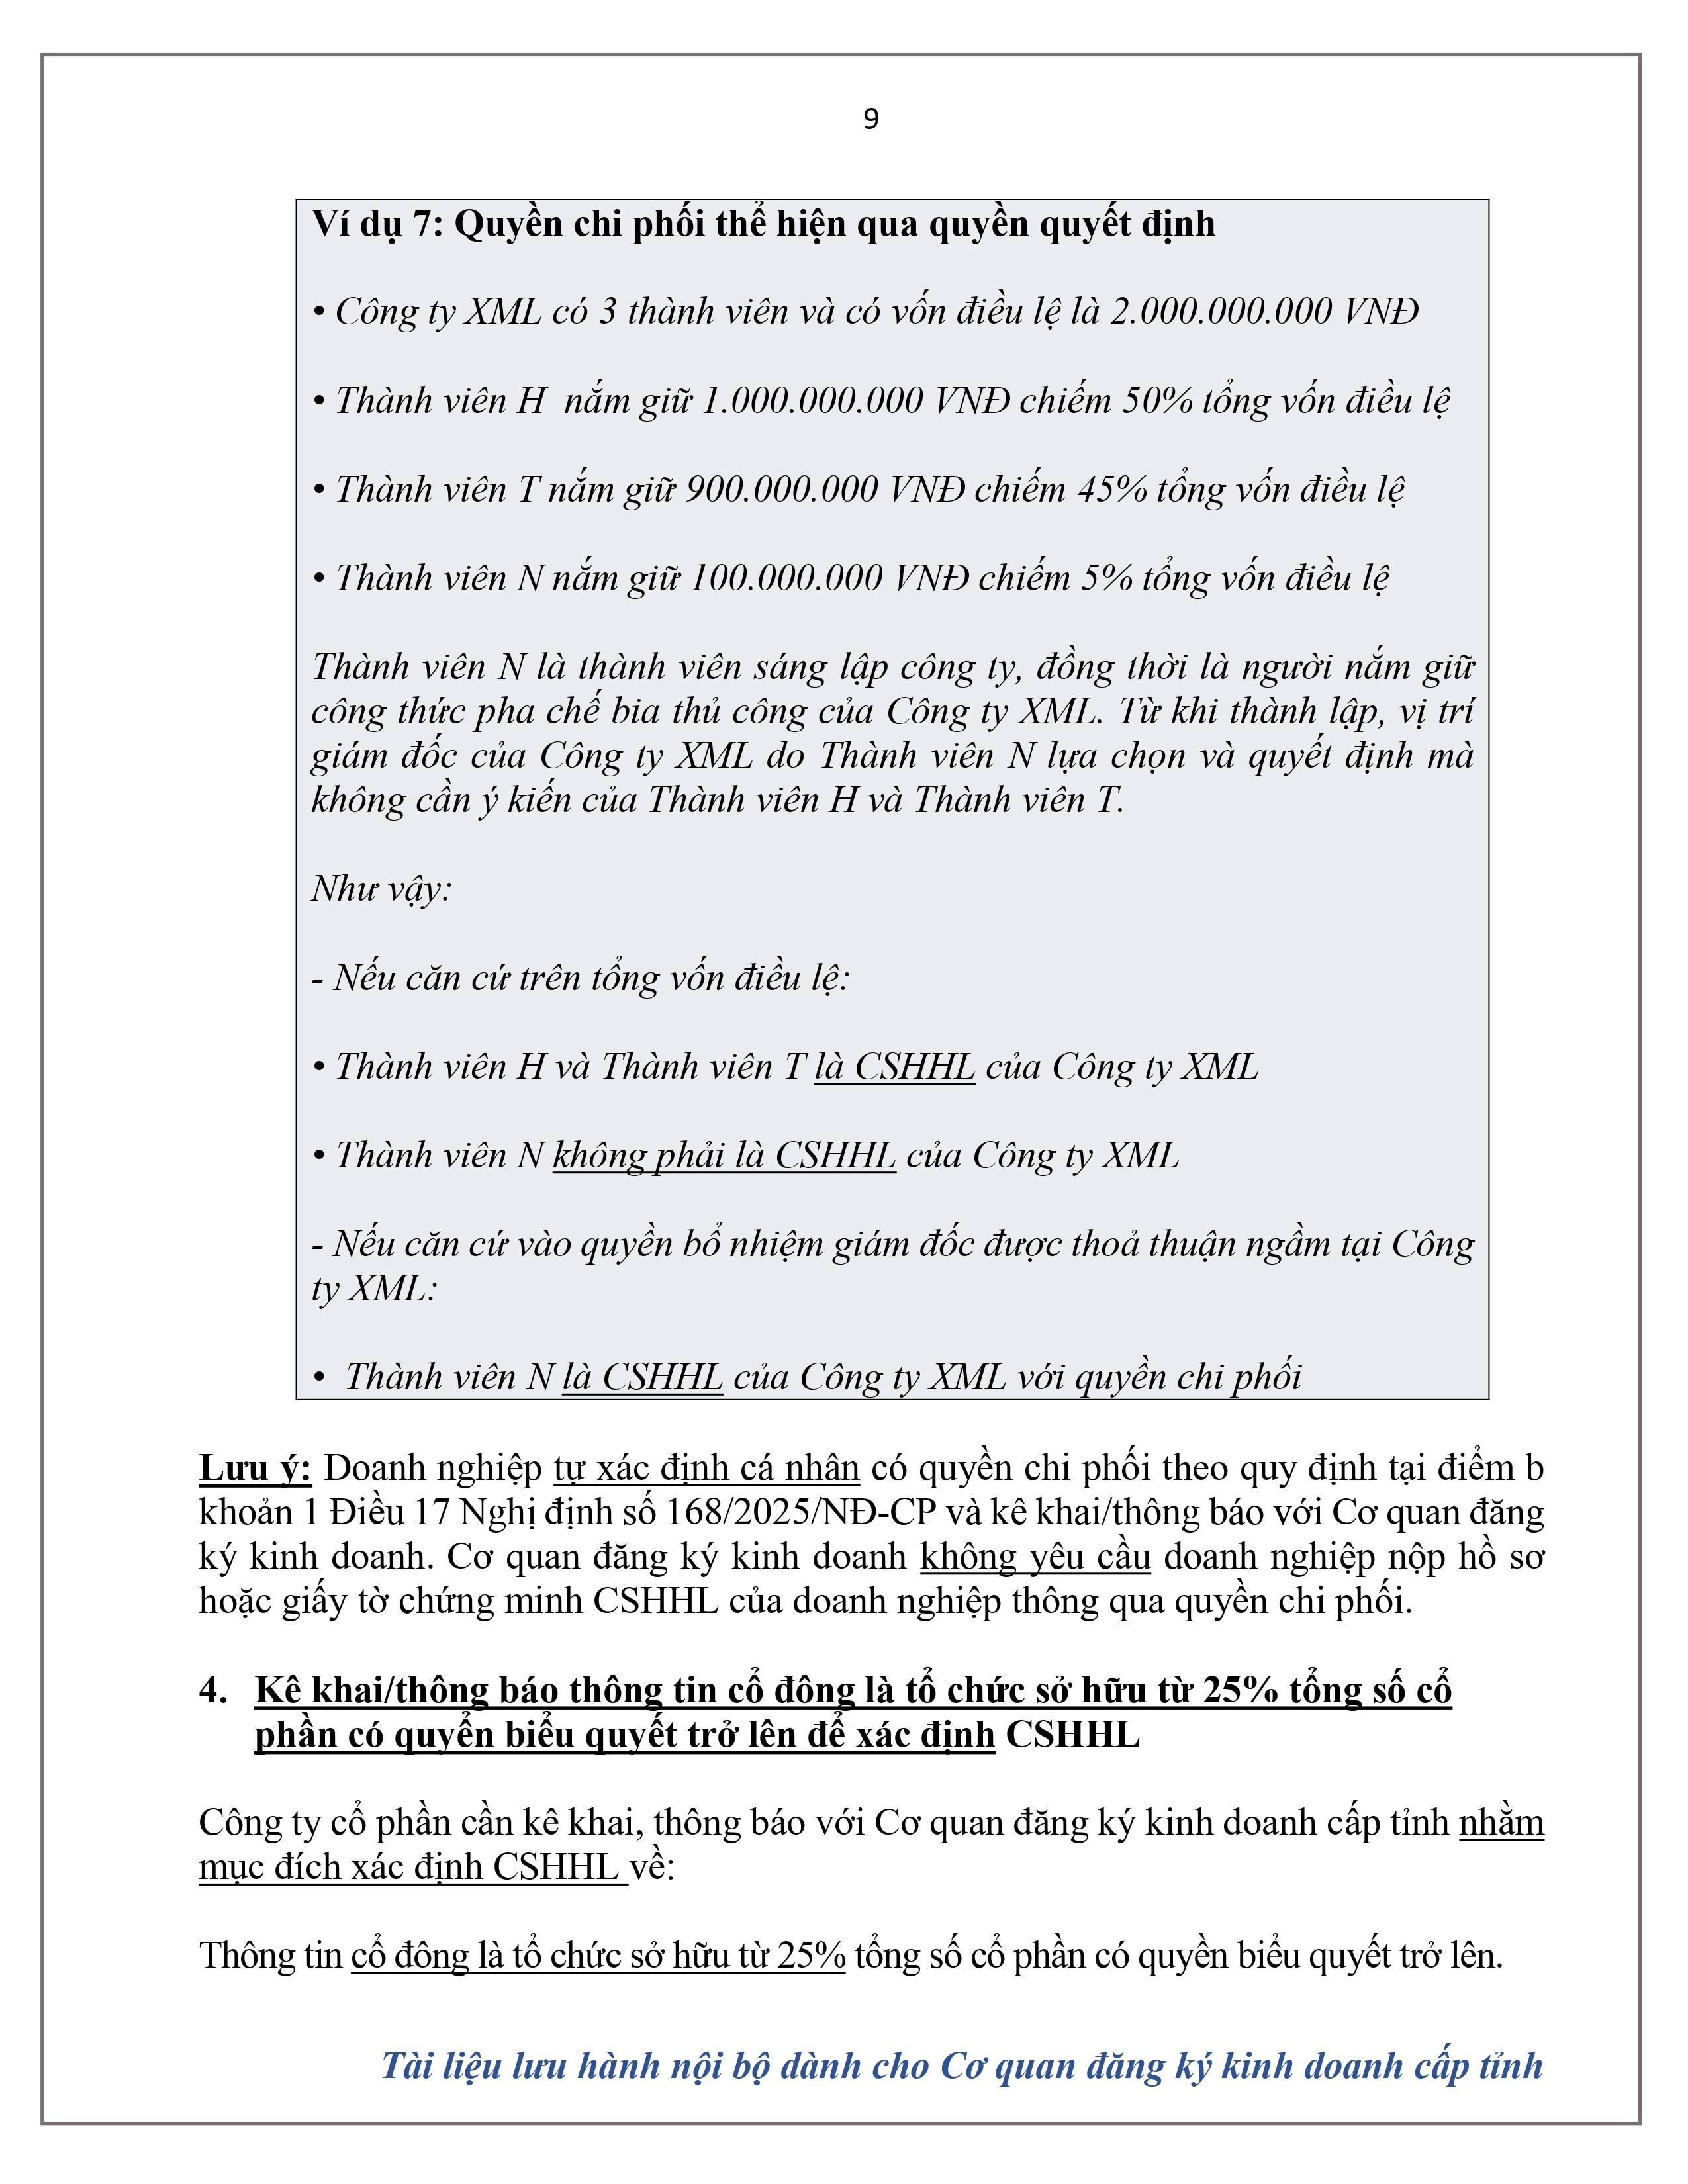 9
Ví dụ 7: Quyền chi phối thể hiện qua quyền quyết định
• Công ty XML có 3 thành viên và có vốn điều lệ là 2.000.000.000 VNĐ
• Thành viên H  nắm giữ 1.000.000.000 VNĐ chiếm 50% tổng vốn điều lệ
• Thành viên T nắm giữ 900.000.000 VNĐ chiếm 45% tổng vốn điều lệ
• Thành viên N nắm giữ 100.000.000 VNĐ chiếm 5% tổng vốn điều lệ
Thành viên N là thành viên sáng lập công ty, đồng thời là người nắm giữ
công thức pha chế bia thủ công của Công ty XML. Từ khi thành lập, vị trí
giám đốc của Công ty XML do Thành viên N lựa chọn và quyết định mà
không cần ý kiến của Thành viên H và Thành viên T.
Như vậy:
- Nếu căn cứ trên tổng vốn điều lệ:
• Thành viên H và Thành viên T là CSHHL của Công ty XML
• Thành viên N không phải là CSHHL của Công ty XML
- Nếu căn cứ vào quyền bổ nhiệm giám đốc được thoả thuận ngầm tại Công
ty XML:
• Thành viên N là CSHHL của Công ty XML với quyền chi phối
Lưu ý: Doanh nghiệp tự xác định cá nhân có quyền chi phối theo quy định tại điểm b
khoản 1 Điều 17 Nghị định số 168/2025/NĐ-CP và kê khai/thông báo với Cơ quan đăng
ký kinh doanh. Cơ quan đăng ký kinh doanh không yêu cầu doanh nghiệp nộp hồ sơ
hoặc giấy tờ chứng minh CSHHL của doanh nghiệp thông qua quyền chi phối.
4. Kê khai/thông báo thông tin cổ đông là tổ chức sở hữu từ 25% tổng số cổ
phần có quyển biểu quyết trở lên để xác định CSHHL
Công ty cổ phần cần kê khai, thông báo với Cơ quan đăng ký kinh doanh cấp tỉnh nhằm
mục đích xác định CSHHL về:
Thông tin cổ đông là tổ chức sở hữu từ 25% tổng số cổ phần có quyền biểu quyết trở lên.
Tài liệu lưu hành nội bộ dành cho Cơ quan đăng ký kinh doanh cấp tỉnh